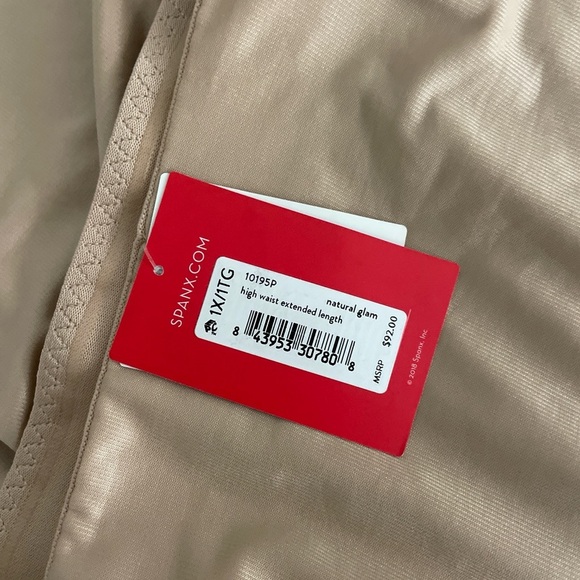 SPANX.COM
1X/1TG
10195P
natural glam
high waist extended length
8 43953 30780 8
MSRP $92.00
© 2018 Spanx, Inc.